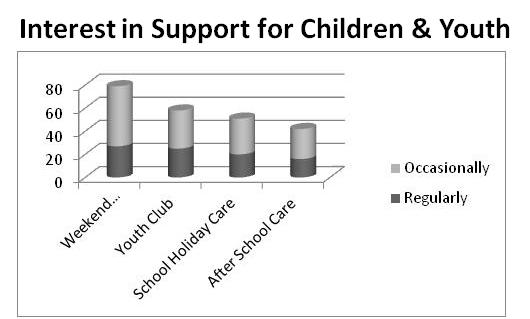 Interest in Support for Children & Youth
80
60
40
20
0
Weekend...
Youth Club
School Holiday Care
After School Care
Occasionally
Regularly